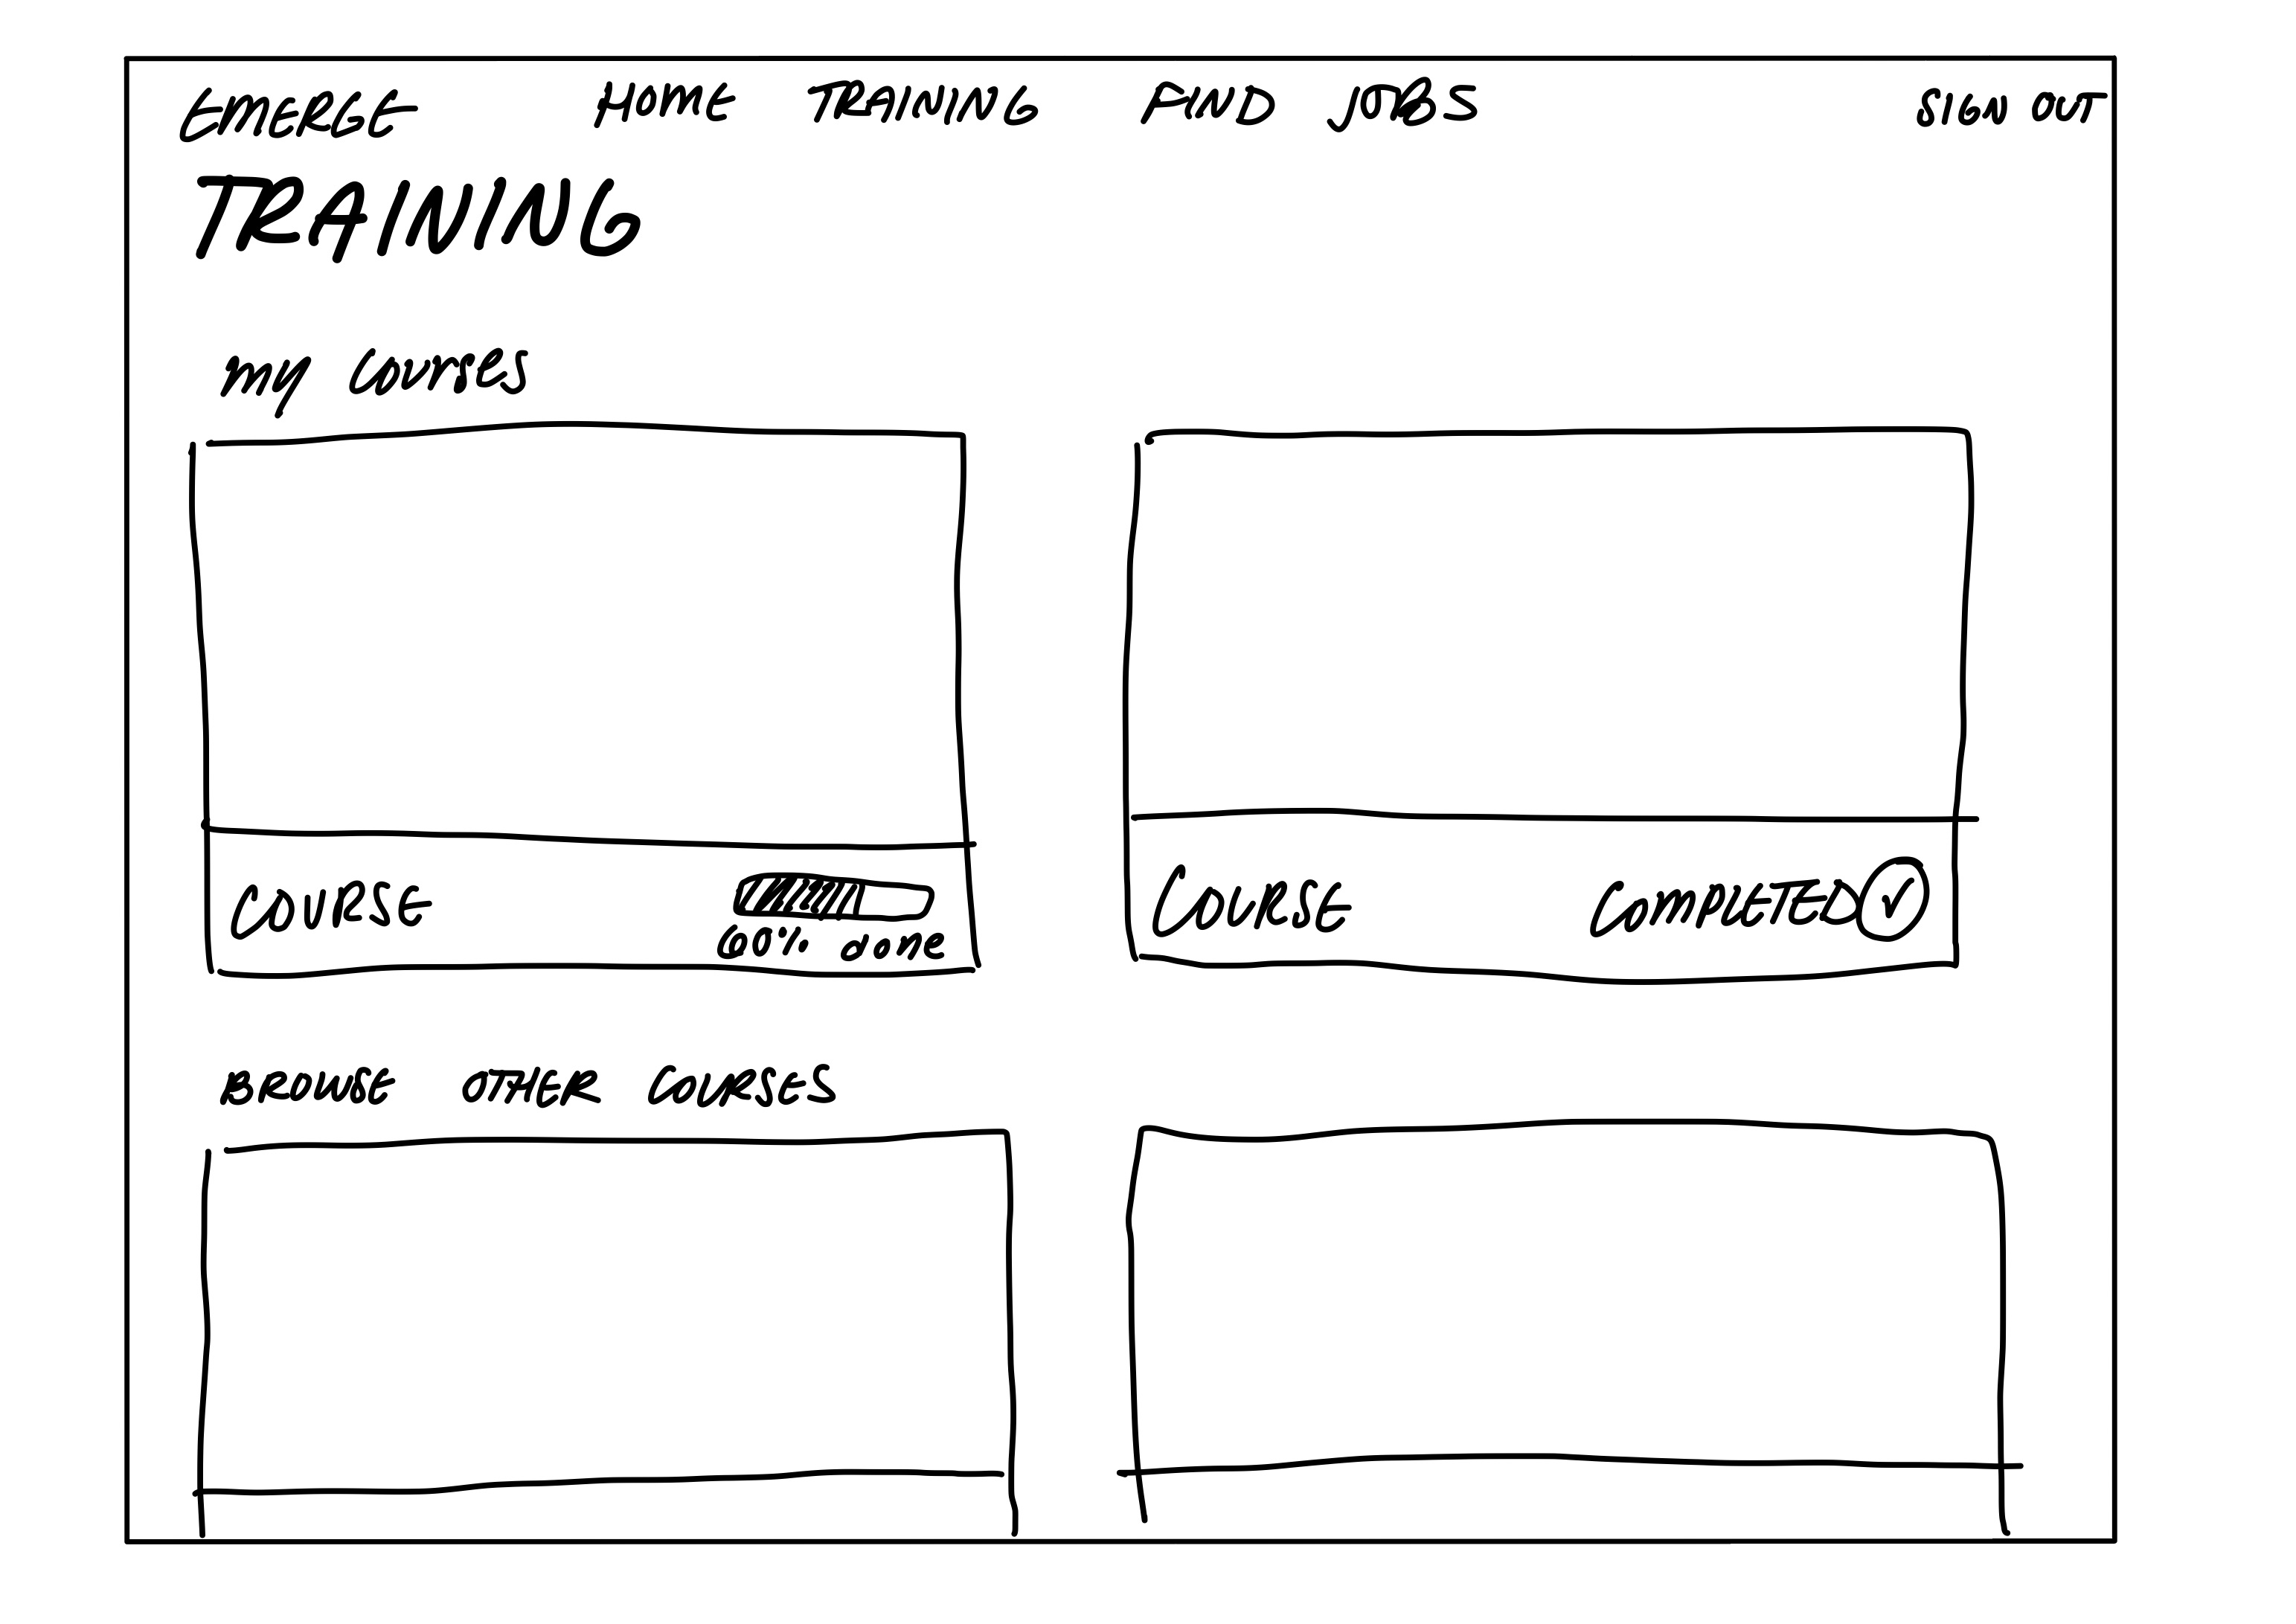 EMERGE HOME TRAINING FIND JOBS SIGN OUT
TRAINING
my courses
COURSE
60% done
COURSE COMPLETED
BROWSE OTHER COURSES